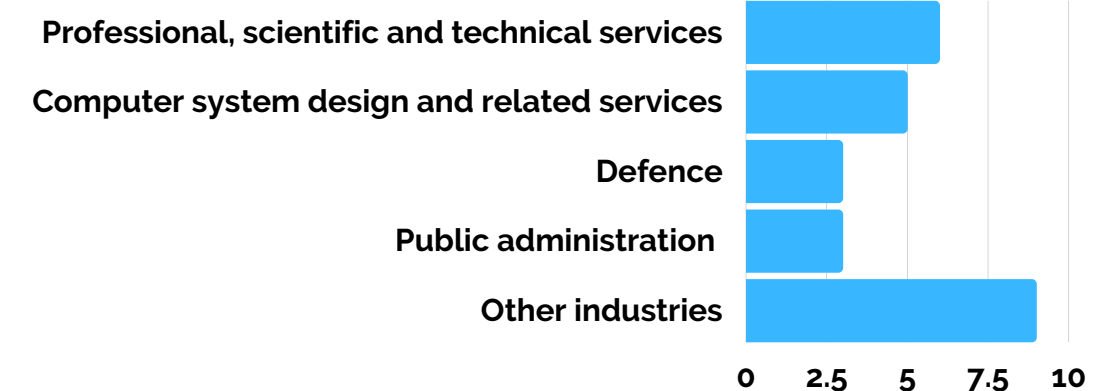 Professional, scientific and technical services
Computer system design and related services
Defence
Public administration
Other industries
0 2.5 5 7.5 10